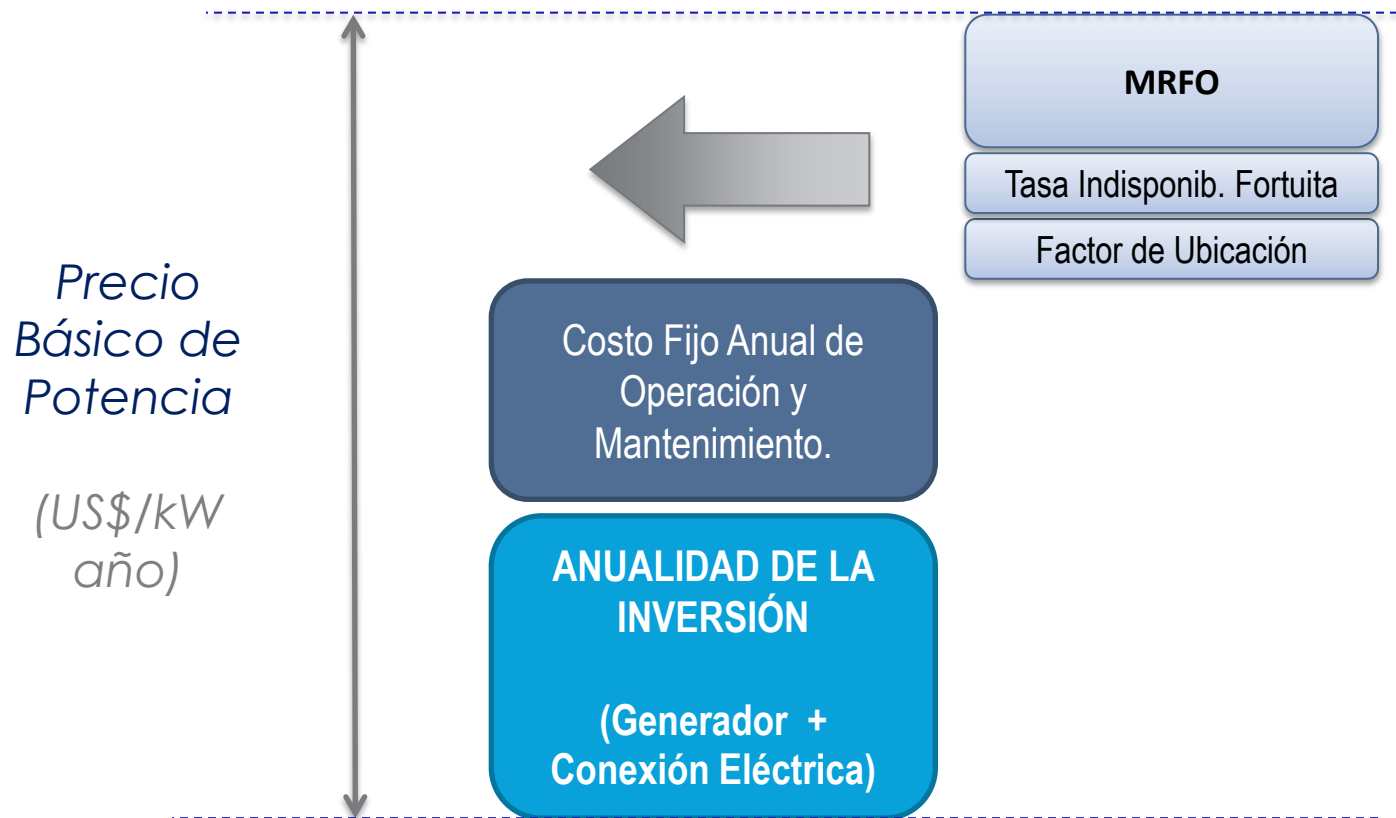 MRFO
Tasa Indisponib. Fortuita
Factor de Ubicación
Precio
Básico de
Potencia
(US$/kW
año)
Costo Fijo Anual de
Operación y
Mantenimiento.
ANUALIDAD DE LA
INVERSIÓN
(Generador +
Conexión Eléctrica)